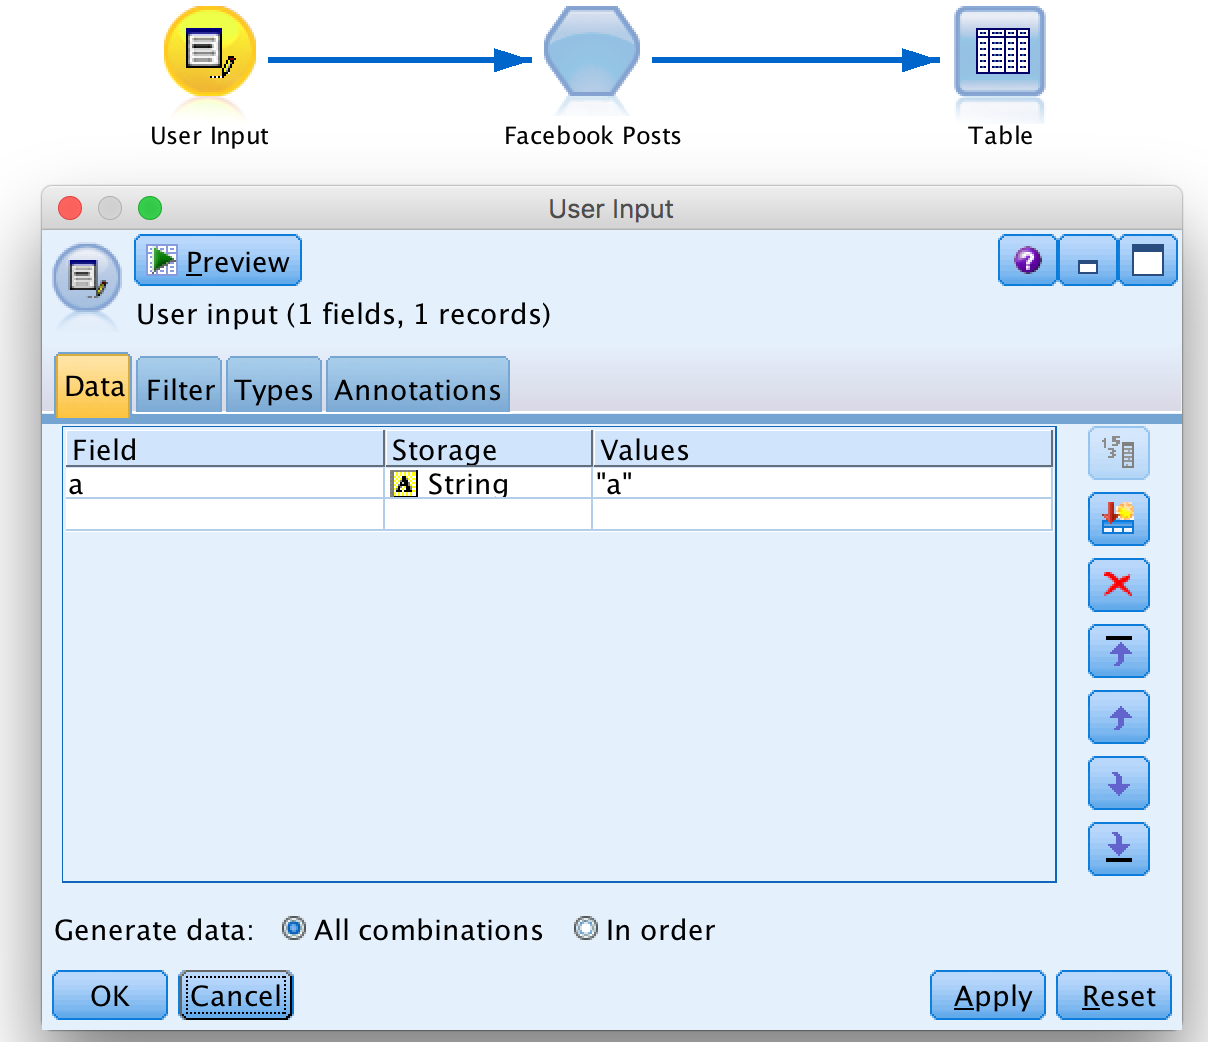 User Input
Facebook Posts
Table
User Input
Preview
User input (1 fields, 1 records)
Data Filter Types Annotations
Field Storage Values
a String "a"
Generate data: All combinations In order
OK Cancel Apply Reset